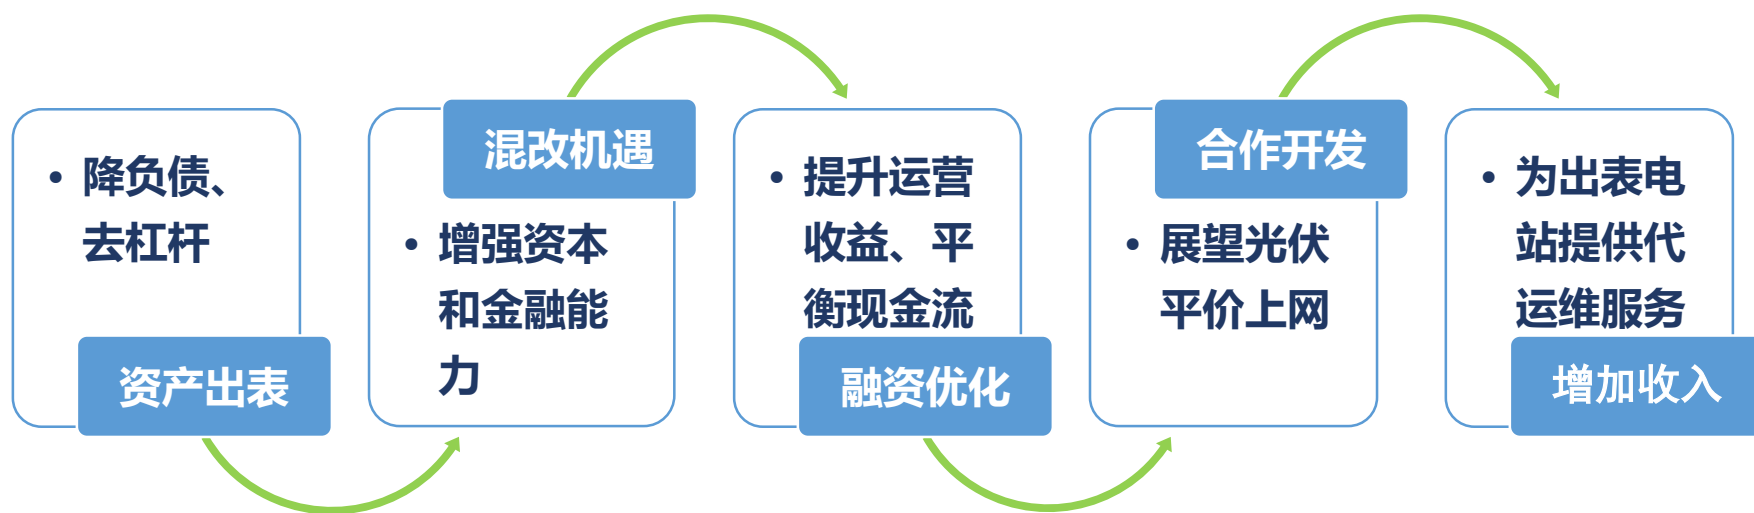 • 降负债、
去杠杆
资产出表
混改机遇
• 增强资本
和金融能
力
• 提升运营
收益、平
衡现金流
融资优化
合作开发
• 展望光伏
平价上网
• 为出表电
站提供代
运维服务
增加收入